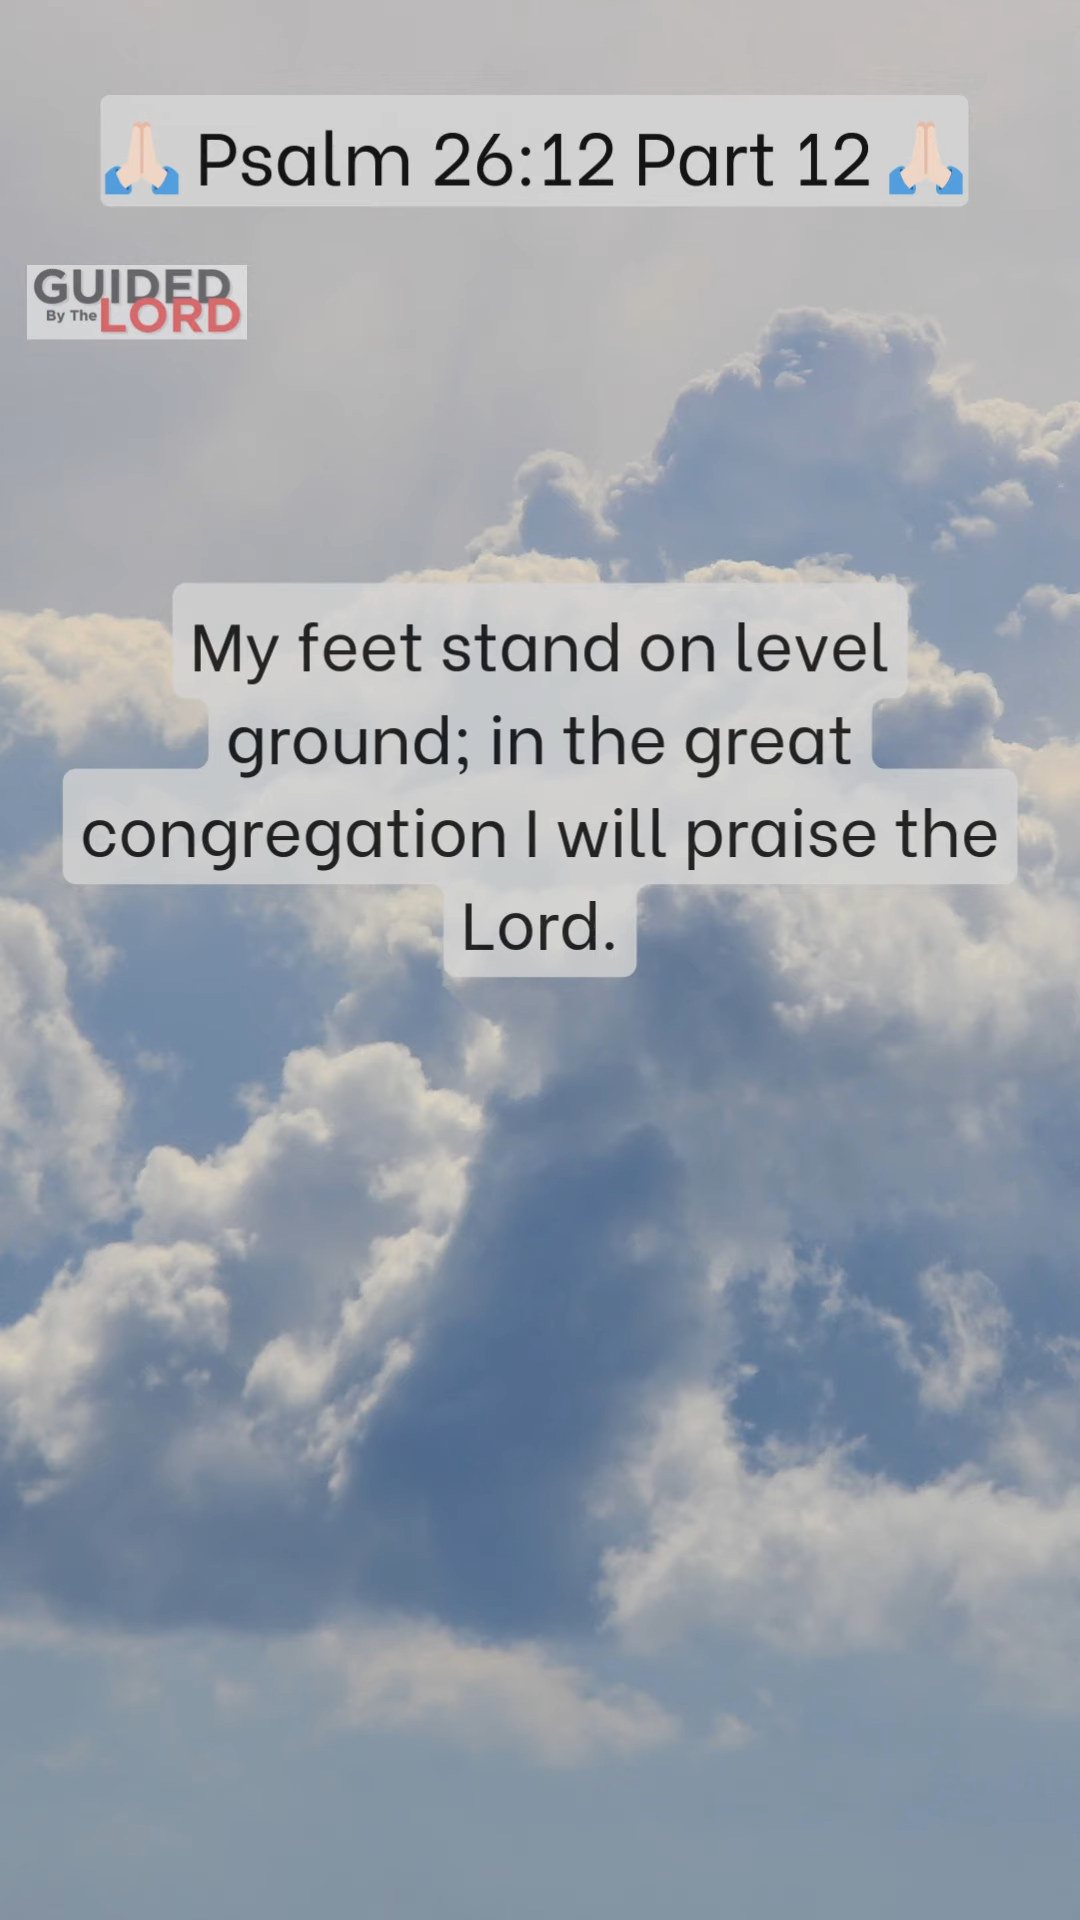 🙏🏻 Psalm 26:12 Part 12 🙏🏻
GUIDED
By The LORD
My feet stand on level
ground; in the great
congregation I will praise the
Lord.